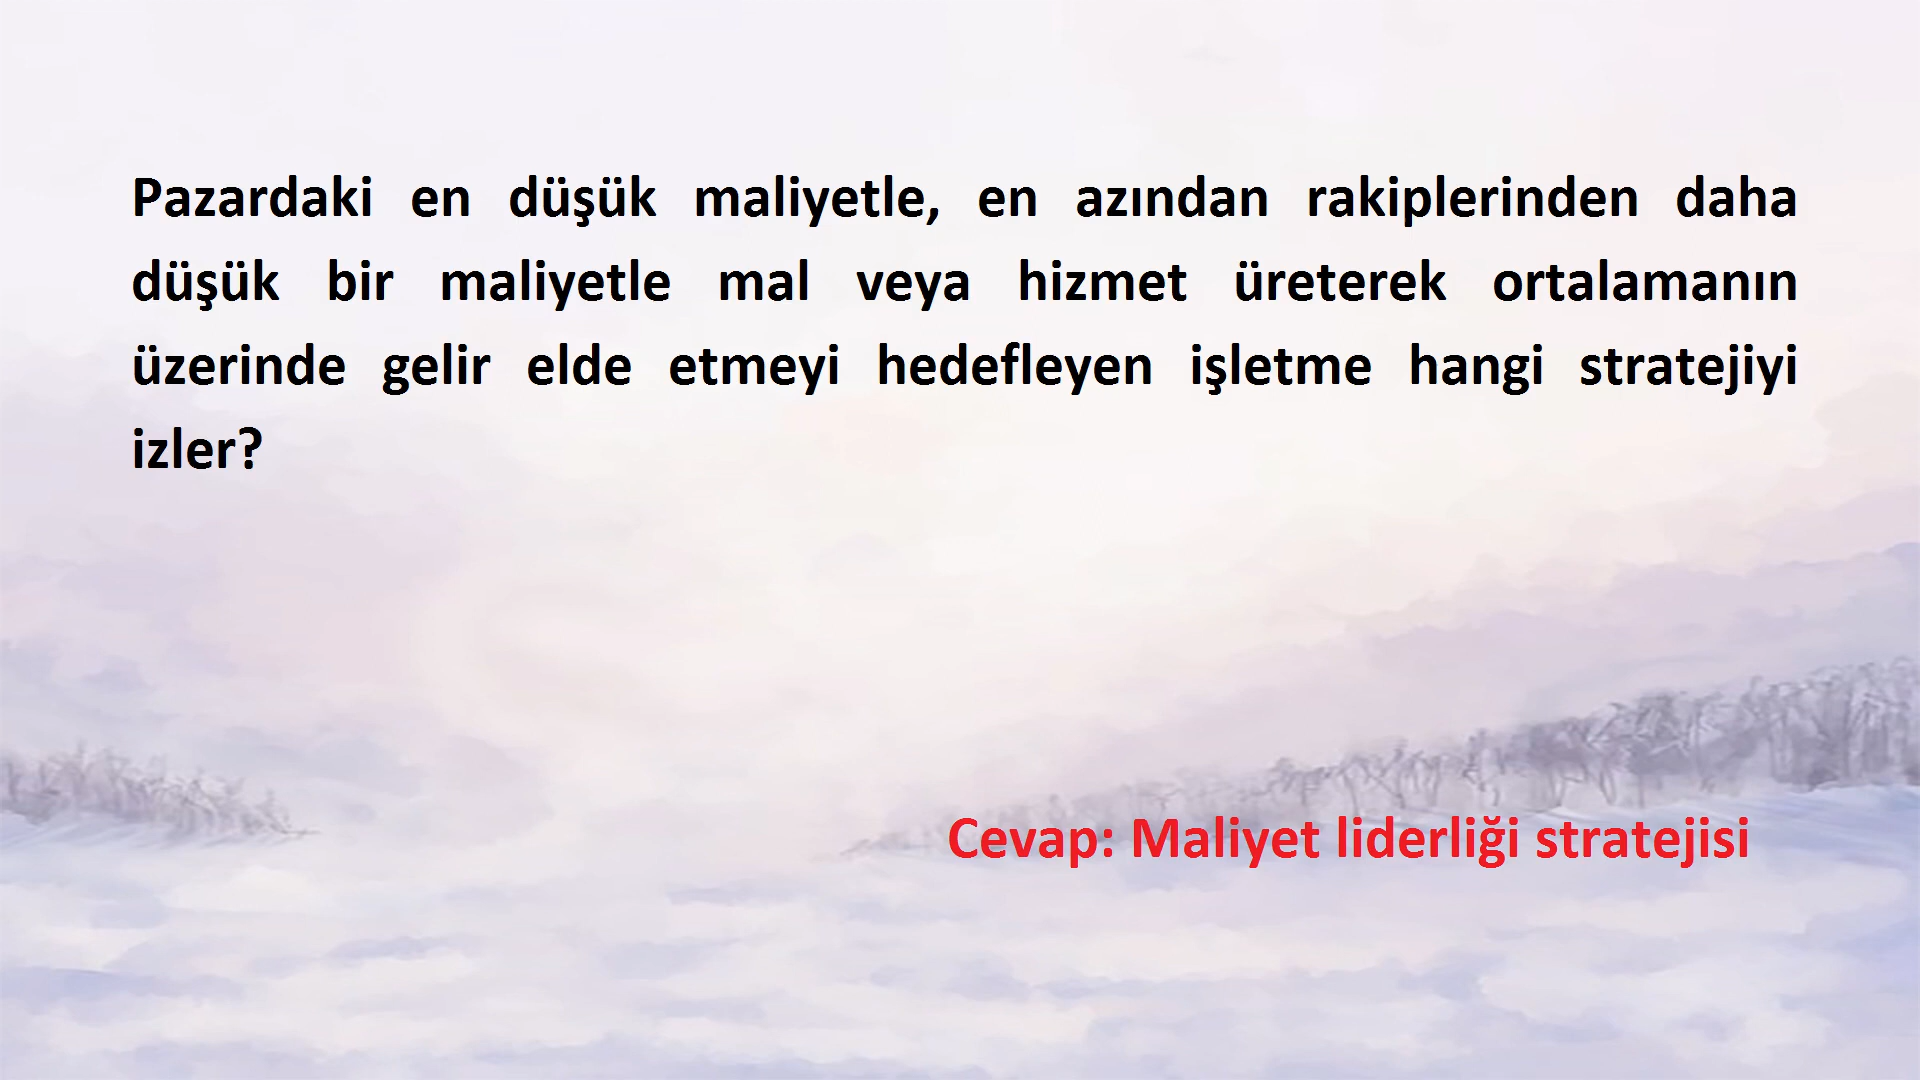 Pazardaki en düşük maliyetle, en azından rakiplerinden daha
düşük bir maliyetle mal veya hizmet üreterek ortalamanın
üzerinde gelir elde etmeyi hedefleyen işletme hangi stratejiyi
izler?
Cevap: Maliyet liderliği stratejisi